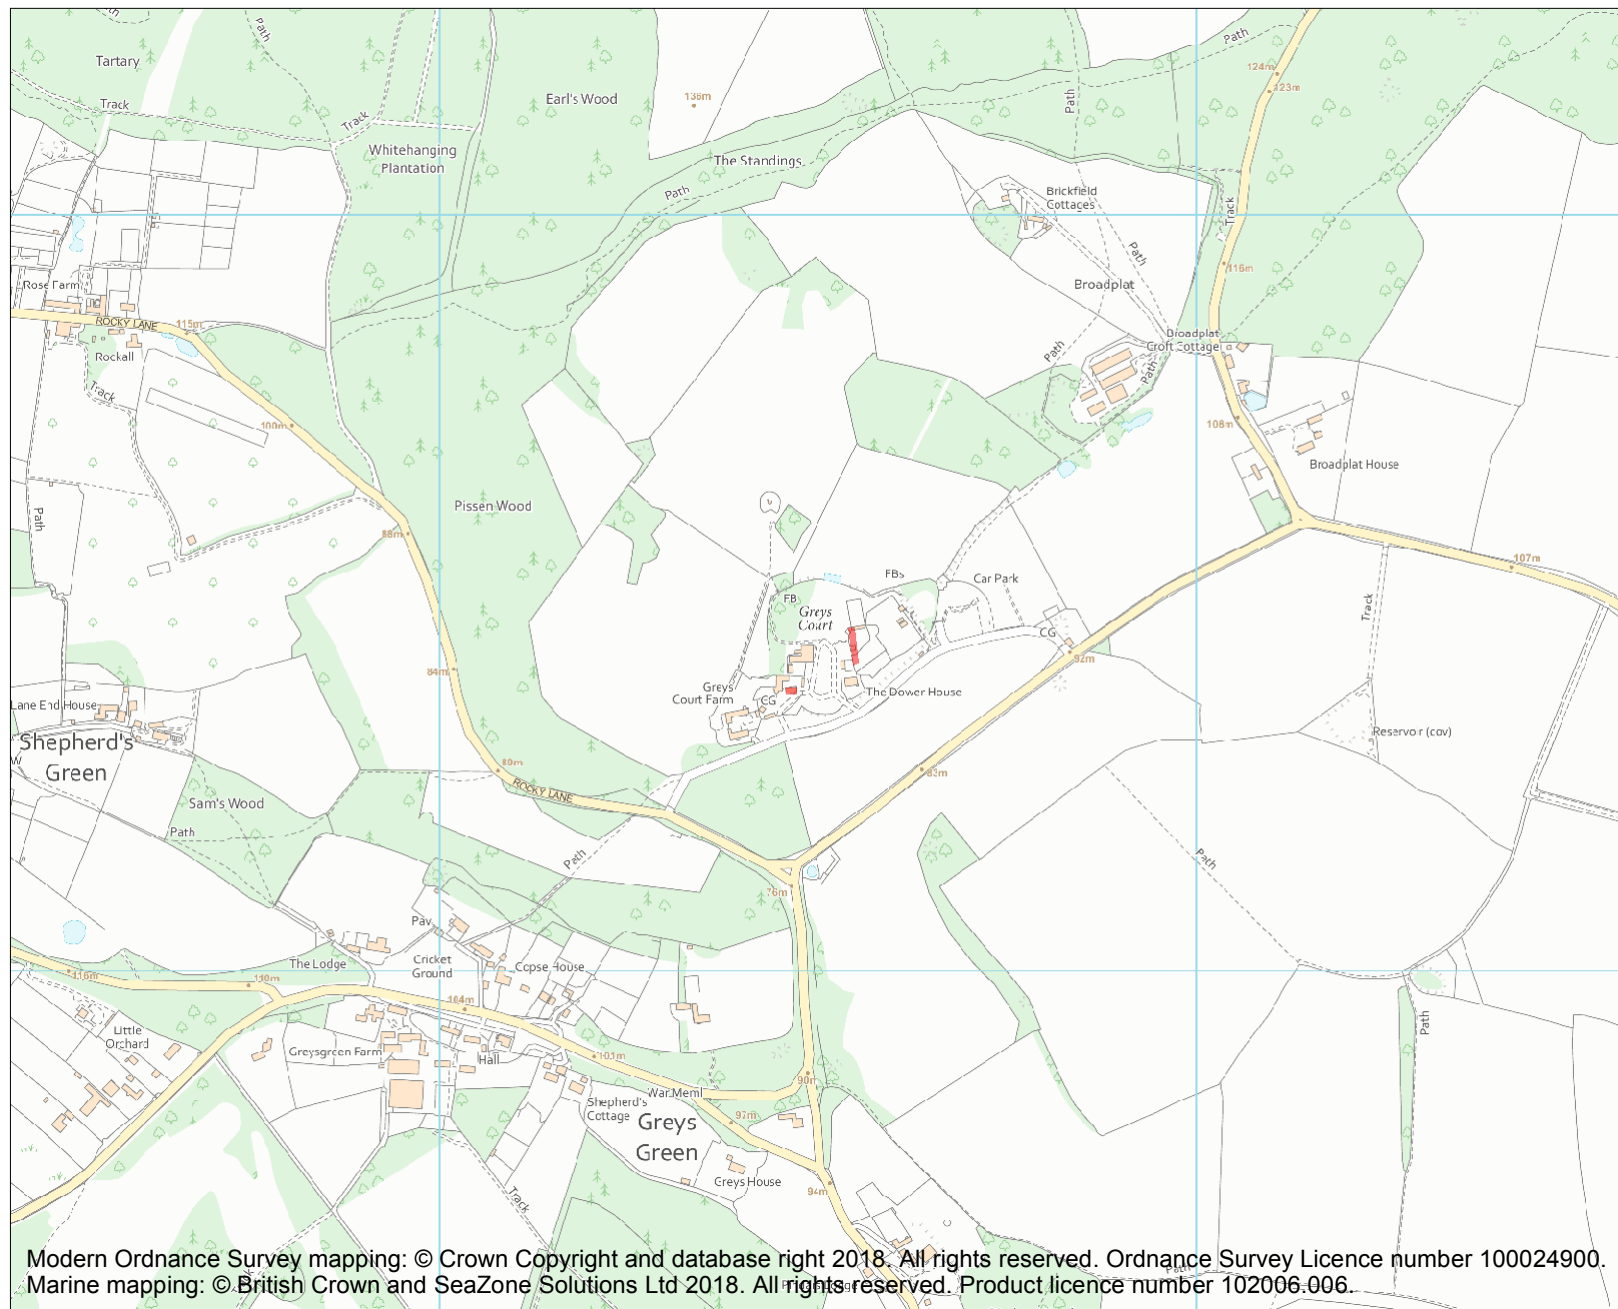 Path
Path
Tartary
124m
123m
Earl's Wood
136m
Path
Track
Track
Whitehanging
Plantation
The Standings
Path
Brickfield
Cottages
Track
Path
116m
Rose Farm
Broadplat
ROCKY LANE
115m
Rockall
Broadplat
Croft Cottage
Path
Path
Track
100m
108m
Broadplat House
Path
Pissen Wood
88m
107m
FBs
Car Park
FB
Greys
Court
Track
CG
92m
84m
Greys
Court Farm
CG
The Dower House
Lane End House
Shepherd's
Green
Reservoir (cov)
89m
83m
ROCKY LANE
Sam's Wood
Path
Path
Path
76m
Pav
Cricket
Ground
The Lodge
Copse House
116m
110m
104m
Little
Orchard
Greysgreen Farm
Hall
101m
Path
90m
Shepherd's
Cottage
War Meml
97m
Greys
Green
Greys House
94m
Track
Path
Modern Ordnance Survey mapping: © Crown Copyright and database right 2018. All rights reserved. Ordnance Survey Licence number 100024900.
Marine mapping: © British Crown and SeaZone Solutions Ltd 2018. All rights reserved. Product licence number 102006.006.